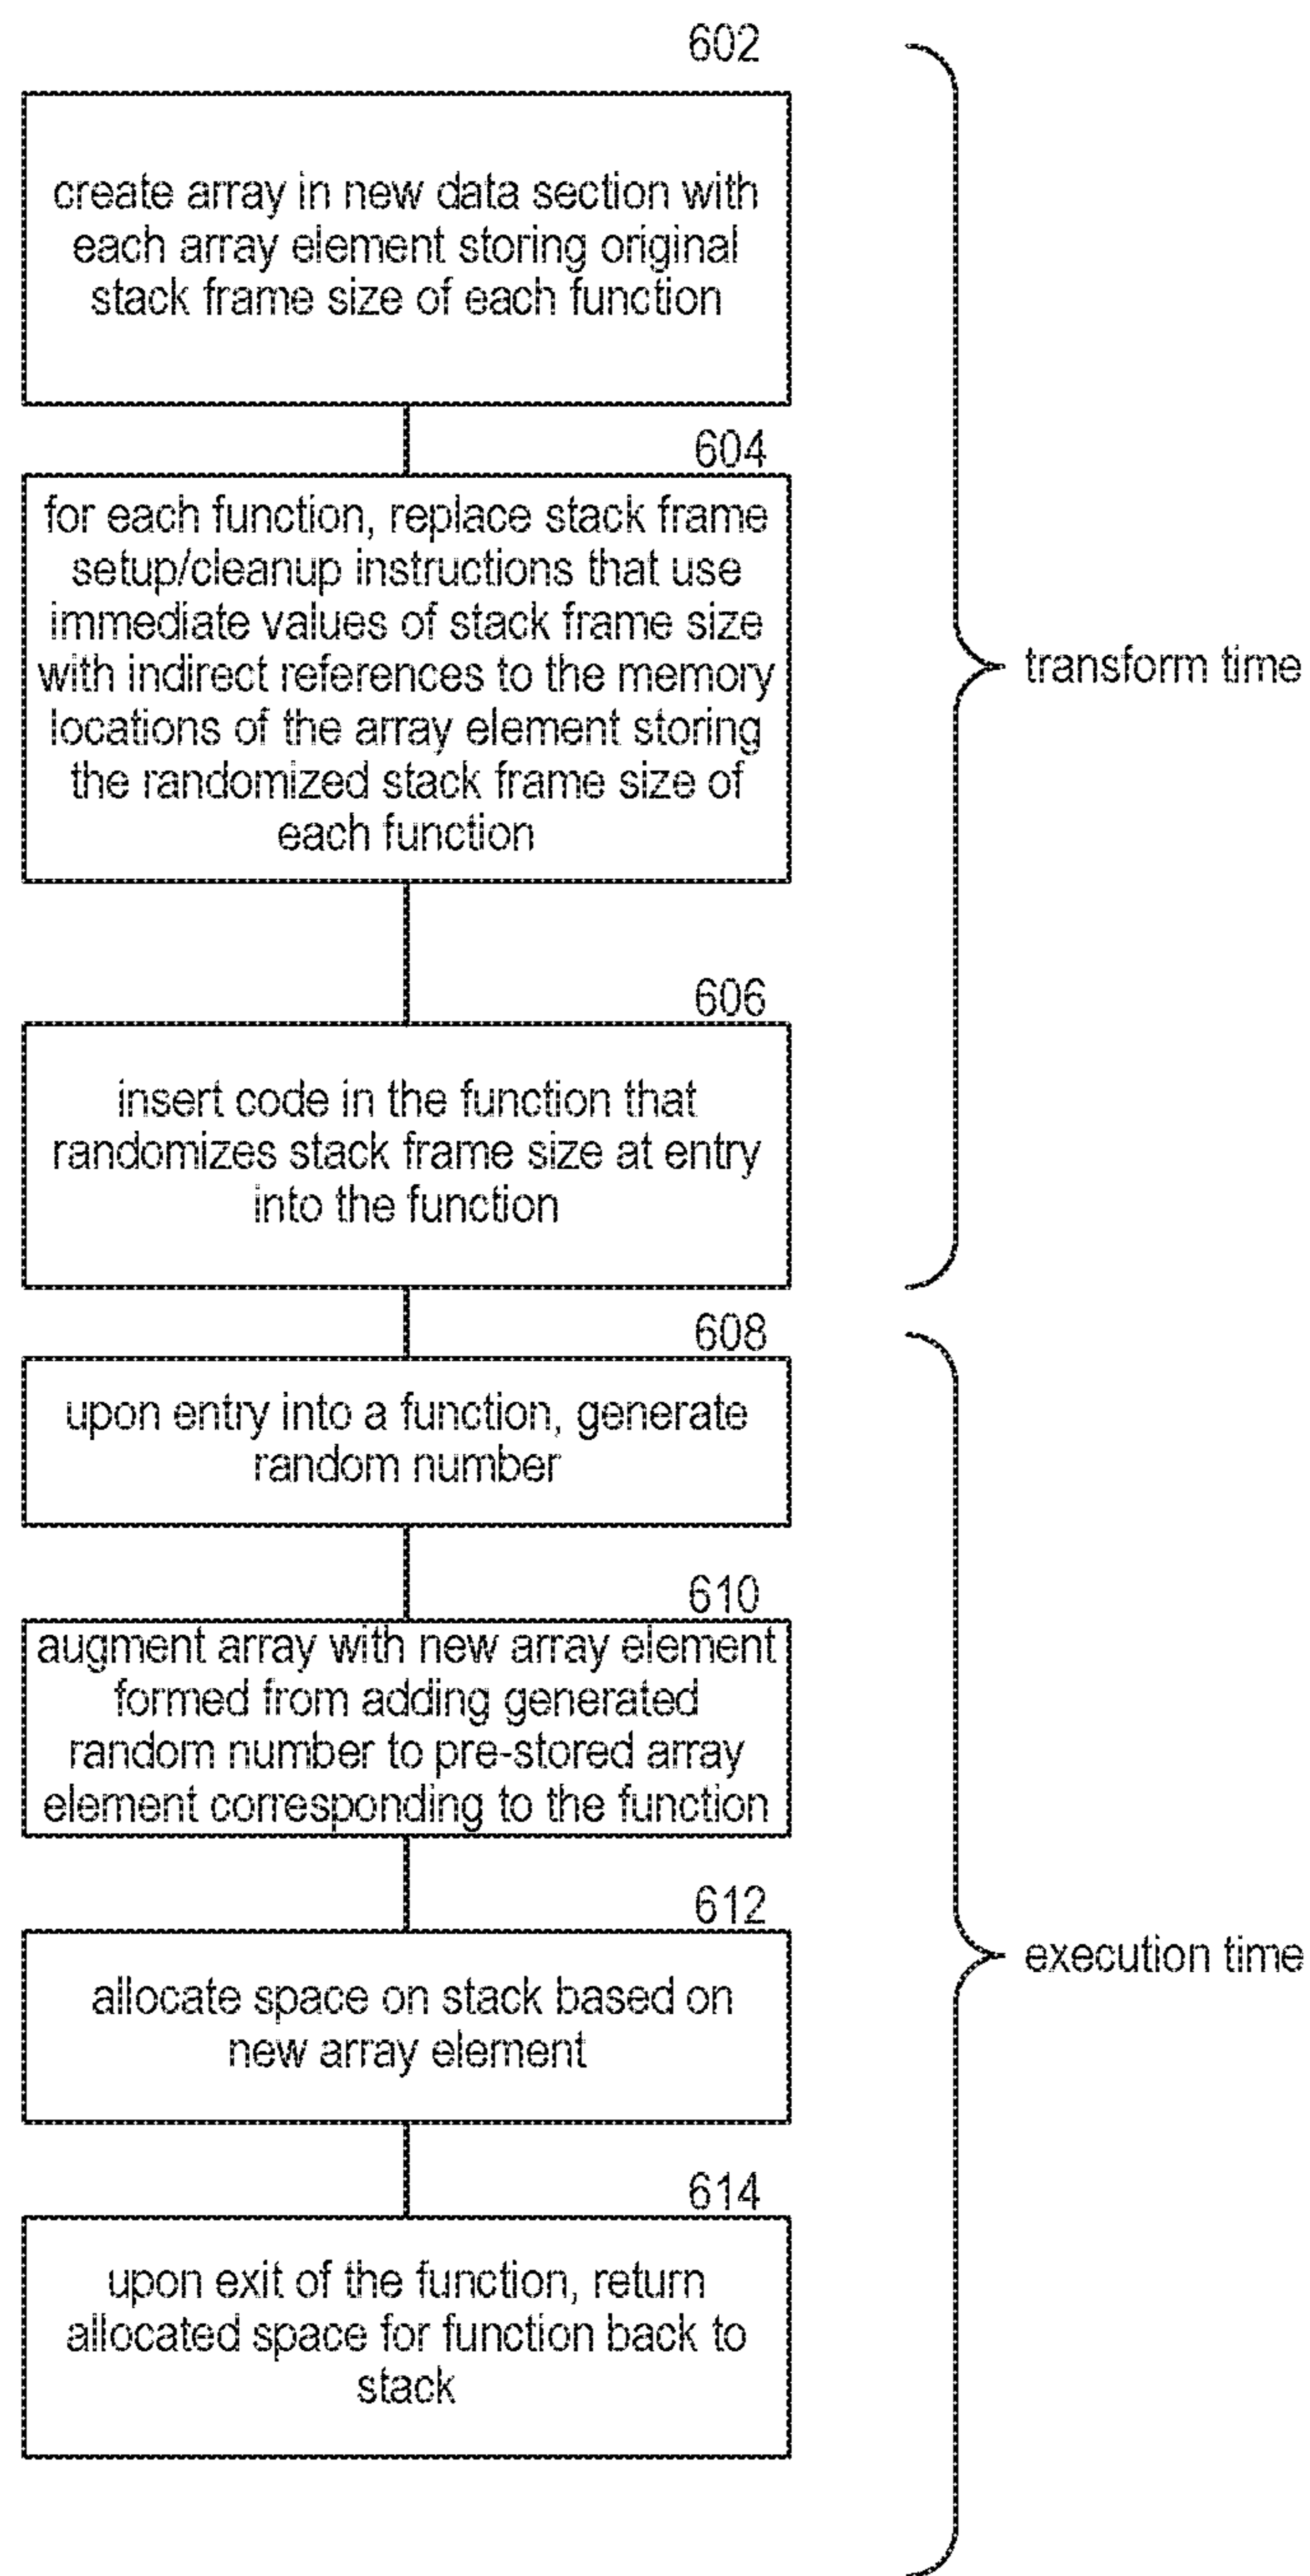 602
create array in new data section with
each array element storing original
stack frame size of each function
604
for each function, replace stack frame
setup/cleanup instructions that use
immediate values of stack frame size
with indirect references to the memory
locations of the array element storing
the randomized stack frame size of
each function
transform time
606
insert code in the function that
randomizes stack frame size at entry
into the function
608
upon entry into a function, generate
random number
610
augment array with new array element
formed from adding generated
random number to pre-stored array
element corresponding to the function
612
execution time
allocate space on stack based on
new array element
614
upon exit of the function, return
allocated space for function back to
stack